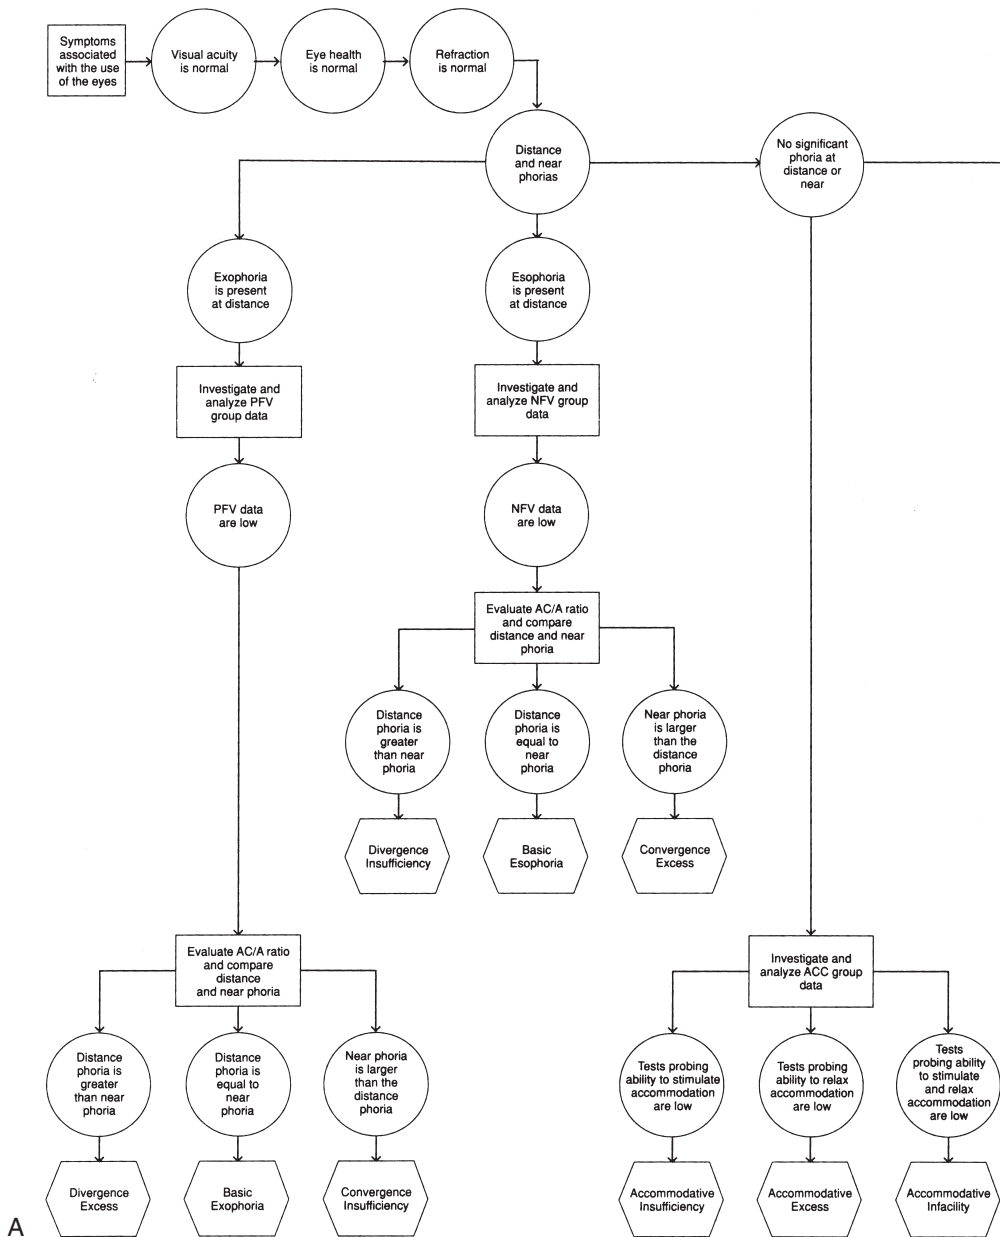 Symptoms
associated
with the use
of the eyes
Visual acuity
is normal
Eye health
is normal
Refraction
is normal
Distance
and near
phorias
No significant
phoria at
distance or
near
Exophoria
is present
at distance
Esophoria
is present
at distance
Investigate and
analyze PFV
group data
Investigate and
analyze NFV group
data
PFV data
are low
NFV data
are low
Evaluate AC/A ratio
and compare
distance and near
phoria
Distance
phoria is
greater
than near
phoria
Distance
phoria is
equal to
near
phoria
Near phoria
is larger
than the
distance
phoria
Divergence
Insufficiency
Basic
Esophoria
Convergence
Excess
Evaluate AC/A ratio
and compare
distance
and near phoria
Investigate and
analyze ACC group
data
Distance
phoria is
greater
than near
phoria
Distance
phoria is
equal to
near
phoria
Near phoria
is larger
than the
distance
phoria
Tests probing
ability to stimulate
accommodation
are low
Tests probing
ability to relax
accommodation
are low
Tests probing
ability to
stimulate
and relax
accommodation
are low
Divergence
Excess
Basic
Exophoria
Convergence
Insufficiency
Accommodative
Insufficiency
Accommodative
Excess
Accommodative
Infacility
A